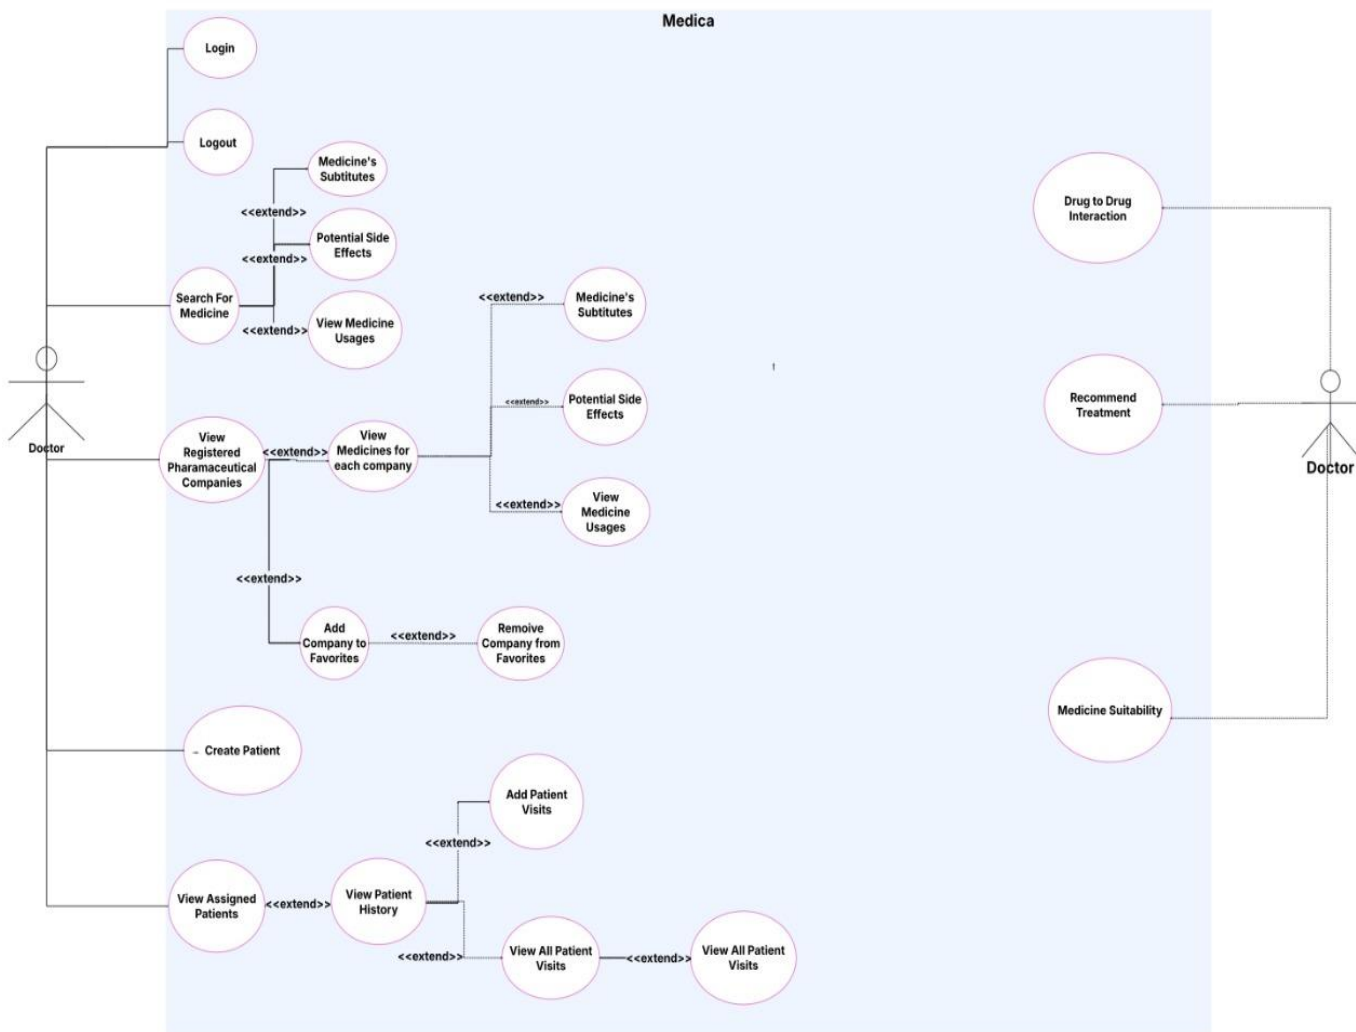 Medica
Login
Logout
Medicine's
Subtitutes
<<extend>>
Potential Side
Effects
<<extend>>
Search For
Medicine
<<extend>>
View Medicine
Usages
<<extend>>
Medicine's
Subtitutes
<<extend>>
Potential Side
Effects
Doctor
View
Registered
Pharamaceutical
Companies
<<extend>>
View
Medicines for
each company
<<extend>>
View
Medicine
Usages
<<extend>>
Add
Company to
Favorites
<<extend>>
Remoive
Company from
Favorites
Create Patient
Add Patient
Visits
<<extend>>
View Assigned
Patients
<<extend>>
View Patient
History
<<extend>>
View All Patient
Visits
<<extend>>
View All Patient
Visits
Drug to Drug
Interaction
Recommend
Treatment
Doctor
Medicine Suitability